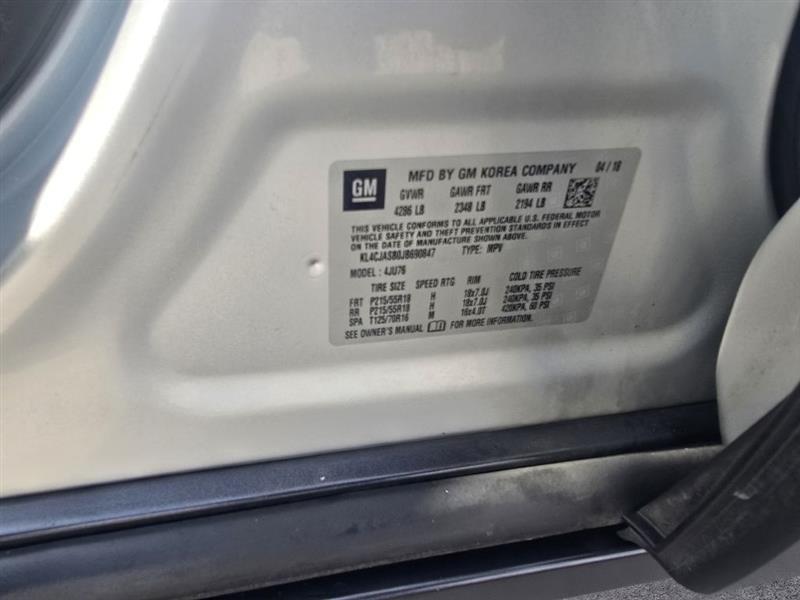 GM MFD BY GM KOREA COMPANY 04 / 18
GVWR GAWR FRT GAWR RR
4286 LB 2348 LB 2194 LB
THIS VEHICLE CONFORMS TO ALL APPLICABLE U.S. FEDERAL MOTOR
VEHICLE SAFETY AND THEFT PREVENTION STANDARDS IN EFFECT
ON THE DATE OF MANUFACTURE SHOWN ABOVE.
KL4CJASB0JB690847 TYPE: MPV
MODEL : 4JU76
TIRE SIZE SPEED RTG RIM COLD TIRE PRESSURE
FRT P215/55R18 H 18x7.0J 240KPA, 35 PSI
RR P215/55R18 H 18x7.0J 240KPA, 35 PSI
SPA T125/70R16 M 16x4.0T 420KPA, 60 PSI
SEE OWNER'S MANUAL FOR MORE INFORMATION.